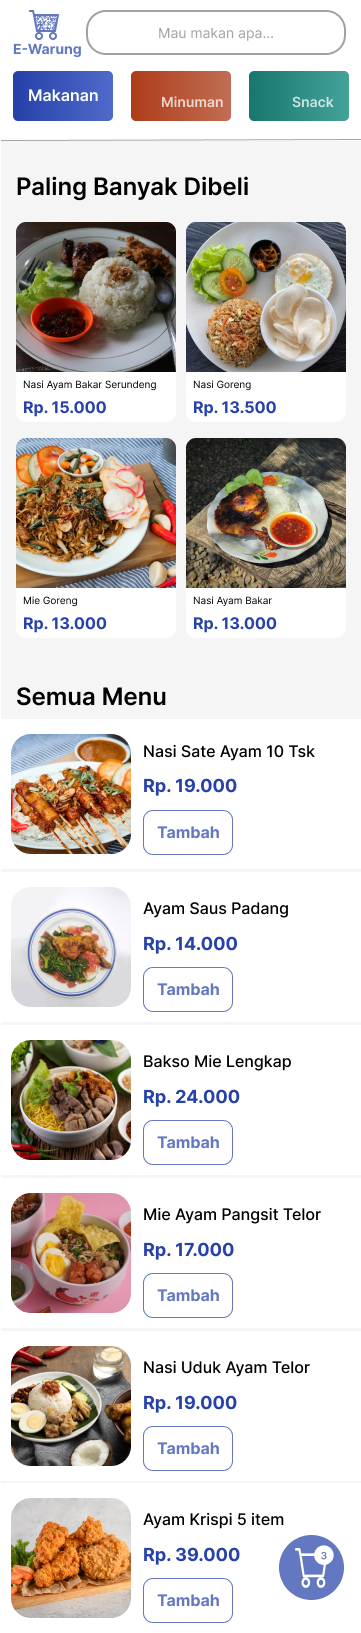 E-Warung
Mau makan apa...
Makanan
Minuman
Snack
Paling Banyak Dibeli
Nasi Ayam Bakar Serundeng
Rp. 15.000
Nasi Goreng
Rp. 13.500
Mie Goreng
Rp. 13.000
Nasi Ayam Bakar
Rp. 13.000
Semua Menu
Nasi Sate Ayam 10 Tsk
Rp. 19.000
Tambah
Ayam Saus Padang
Rp. 14.000
Tambah
Bakso Mie Lengkap
Rp. 24.000
Tambah
Mie Ayam Pangsit Telor
Rp. 17.000
Tambah
Nasi Uduk Ayam Telor
Rp. 19.000
Tambah
Ayam Krispi 5 item
Rp. 39.000
3
Tambah